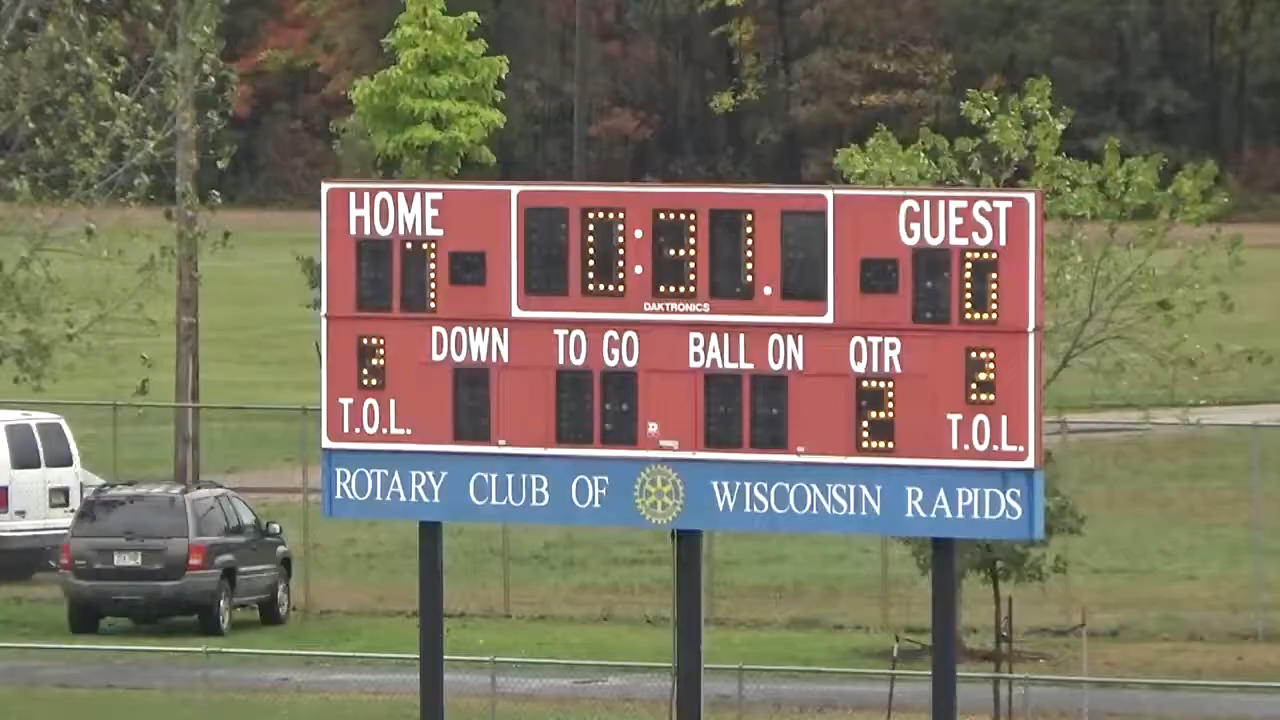 HOME 0:31 GUEST
7 0
DAKTRONICS
DOWN TO GO BALL ON QTR
3 2 2
T.O.L. T.O.L.
ROTARY CLUB OF WISCONSIN RAPIDS